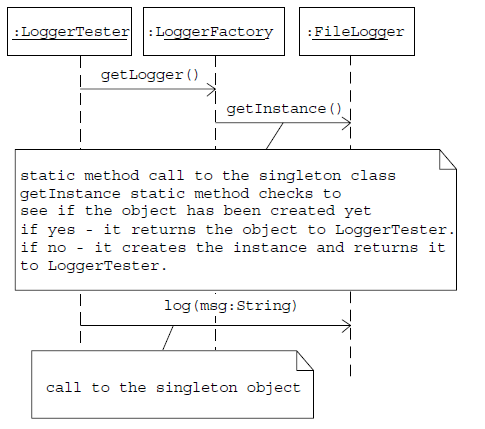 :LoggerTester :LoggerFactory :FileLogger
getLogger()
getInstance()
static method call to the singleton class
getInstance static method checks to
see if the object has been created yet
if yes - it returns the object to LoggerTester.
if no - it creates the instance and returns it
to LoggerTester.
log(msg:String)
call to the singleton object